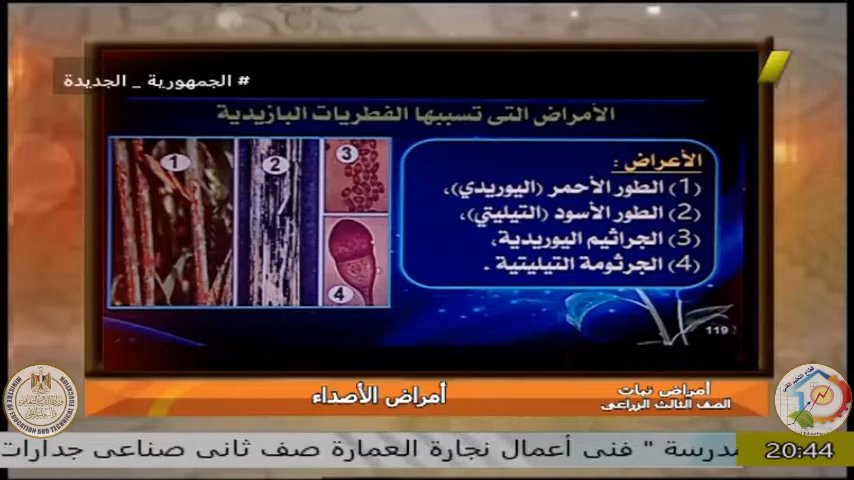 # الجمهورية _ الجديدة
الأمراض التى تسببها الفطريات البازيدية
الأعراض :
(1) الطور الأحمر (اليوريدي)،
(2) الطور الأسود (التيليتي)،
(3) الجراثيم اليوريدية،
(4) الجرثومة التيليتية .
1
2
3
4
119
أمراض نبات
الصف الثالث الزراعى
أمراض الأصداء
مدرسة " فنى أعمال نجارة العمارة صف ثانى صناعى جدارات
20:44